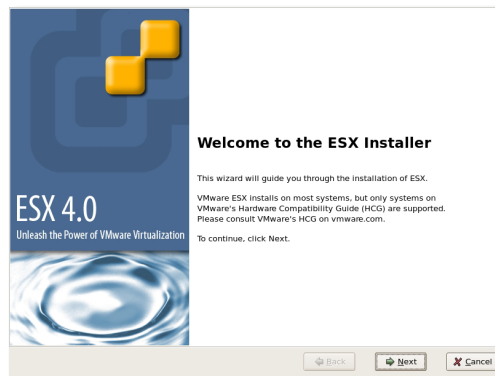 Welcome to the ESX Installer
This wizard will guide you through the installation of ESX.
VMware ESX installs on most systems, but only systems on
VMware's Hardware Compatibility Guide (HCG) are supported.
Please consult VMware's HCG on vmware.com.
To continue, click Next.
ESX 4.0
Unleash the Power of VMware Virtualization
Back
Next
Cancel